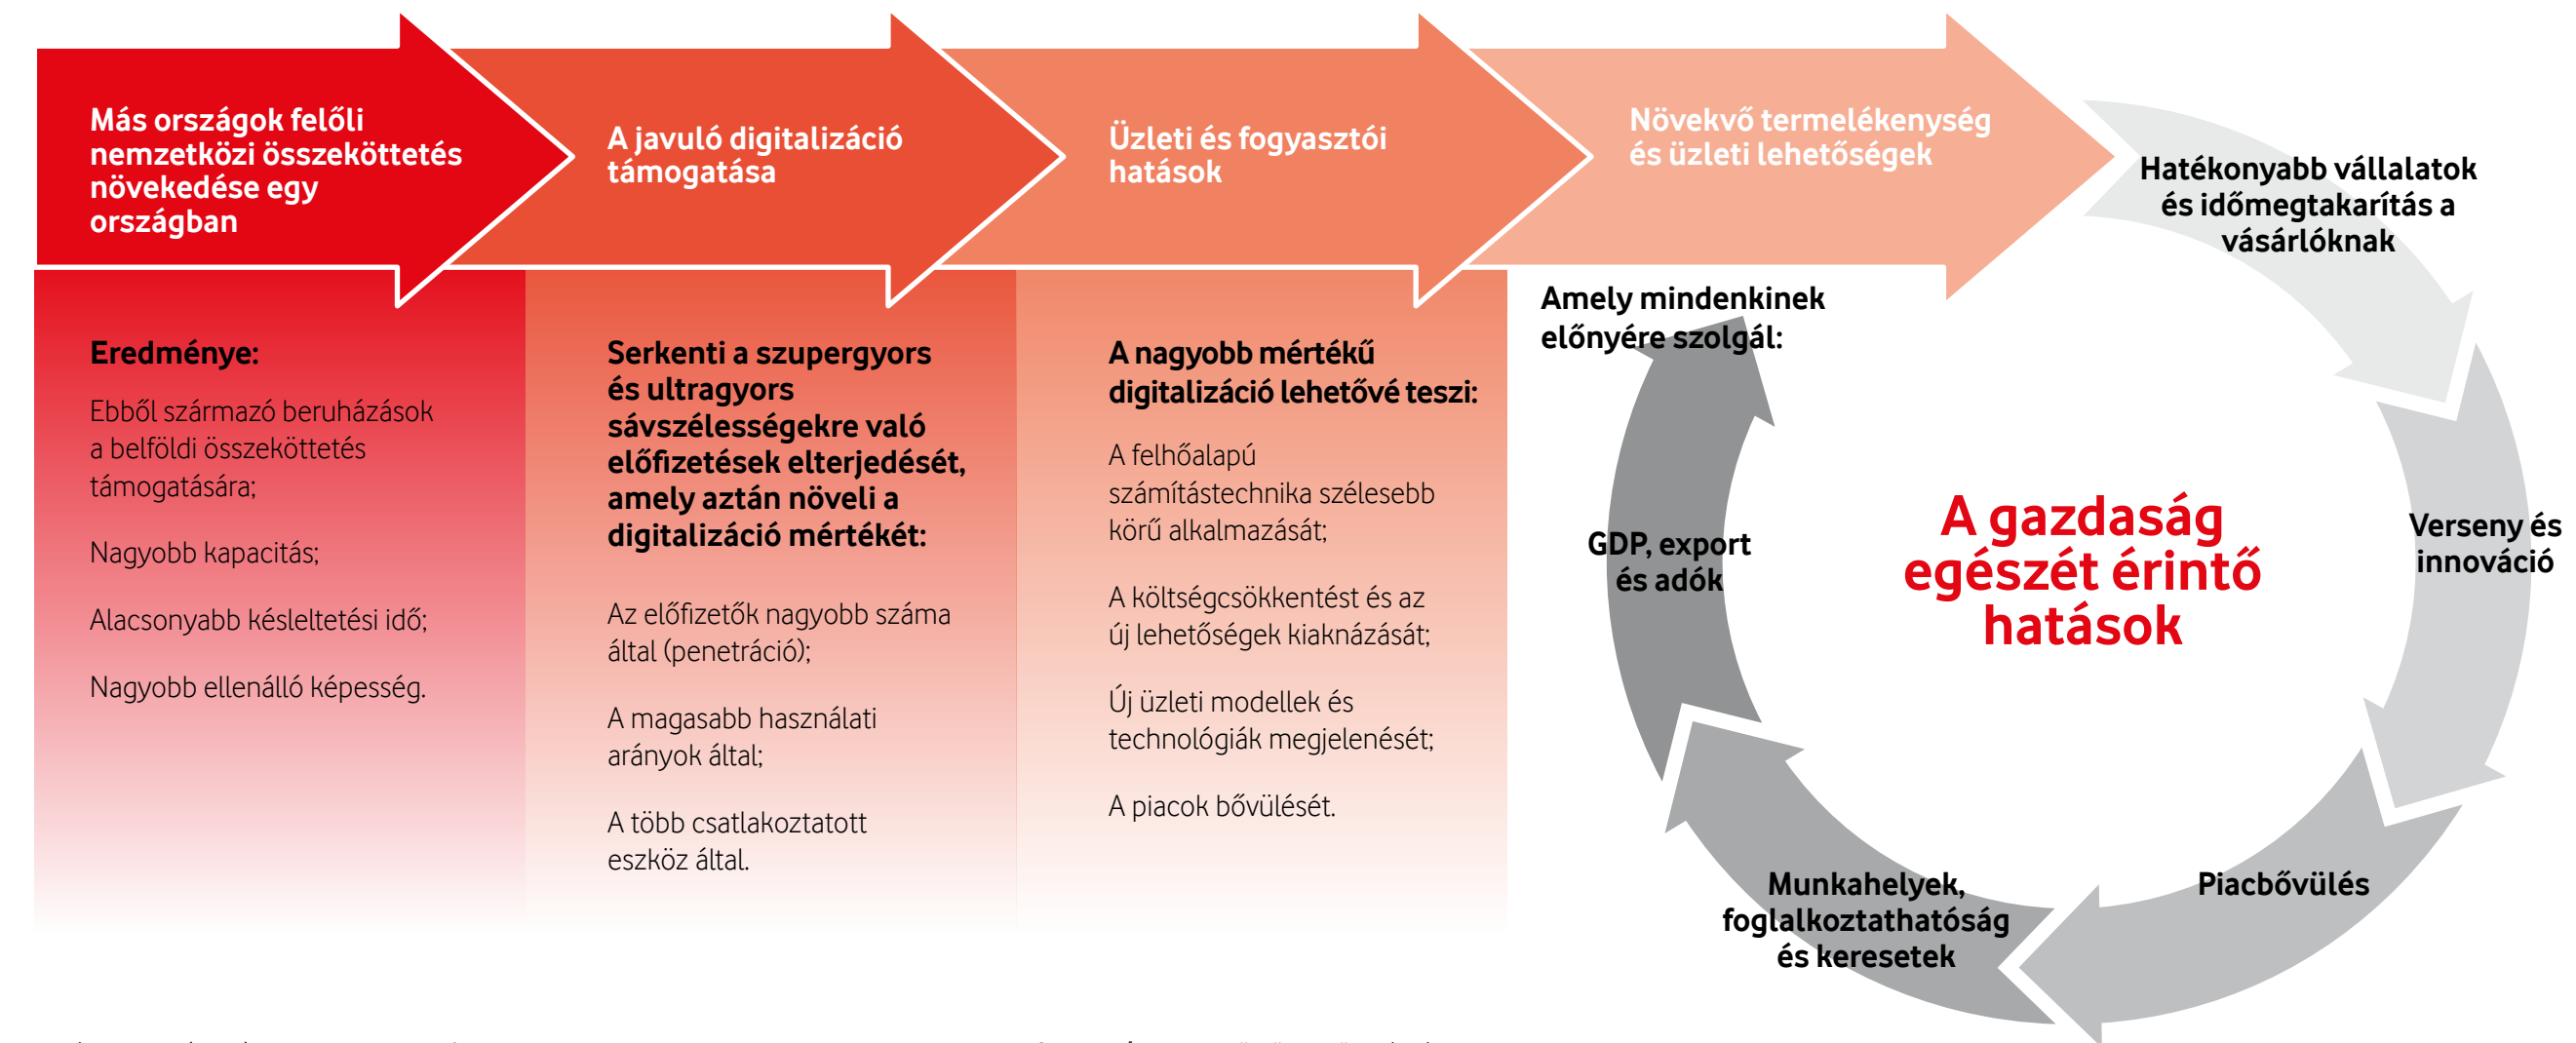 Más országok felőli
nemzetközi összeköttetés
növekedése egy
országban
A javuló digitalizáció
támogatása
Üzleti és fogyasztói
hatások
Növekvő termelékenység
és üzleti lehetőségek
Eredménye:
Ebből származó beruházások
a belföldi összeköttetés
támogatására;
Nagyobb kapacitás;
Alacsonyabb késleltetési idő;
Nagyobb ellenálló képesség.
Serkenti a szupergyors
és ultragyors
sávszélességekre való
előfizetések elterjedését,
amely aztán növeli a
digitalizáció mértékét:
Az előfizetők nagyobb száma
által (penetráció);
A magasabb használati
arányok által;
A több csatlakoztatott
eszköz által.
A nagyobb mértékű
digitalizáció lehetővé teszi:
A felhőalapú
számítástechnika szélesebb
körű alkalmazását;
A költségcsökkentést és az
új lehetőségek kiaknázását;
Új üzleti modellek és
technológiák megjelenését;
A piacok bővülését.
Amely mindenkinek
előnyére szolgál:
Hatékonyabb vállalatok
és időmegtakarítás a
vásárlóknak
Verseny és
innováció
Piacbővülés
Munkahelyek,
foglalkoztathatóság
és keresetek
GDP, export
és adók
A gazdaság
egészét érintő
hatások